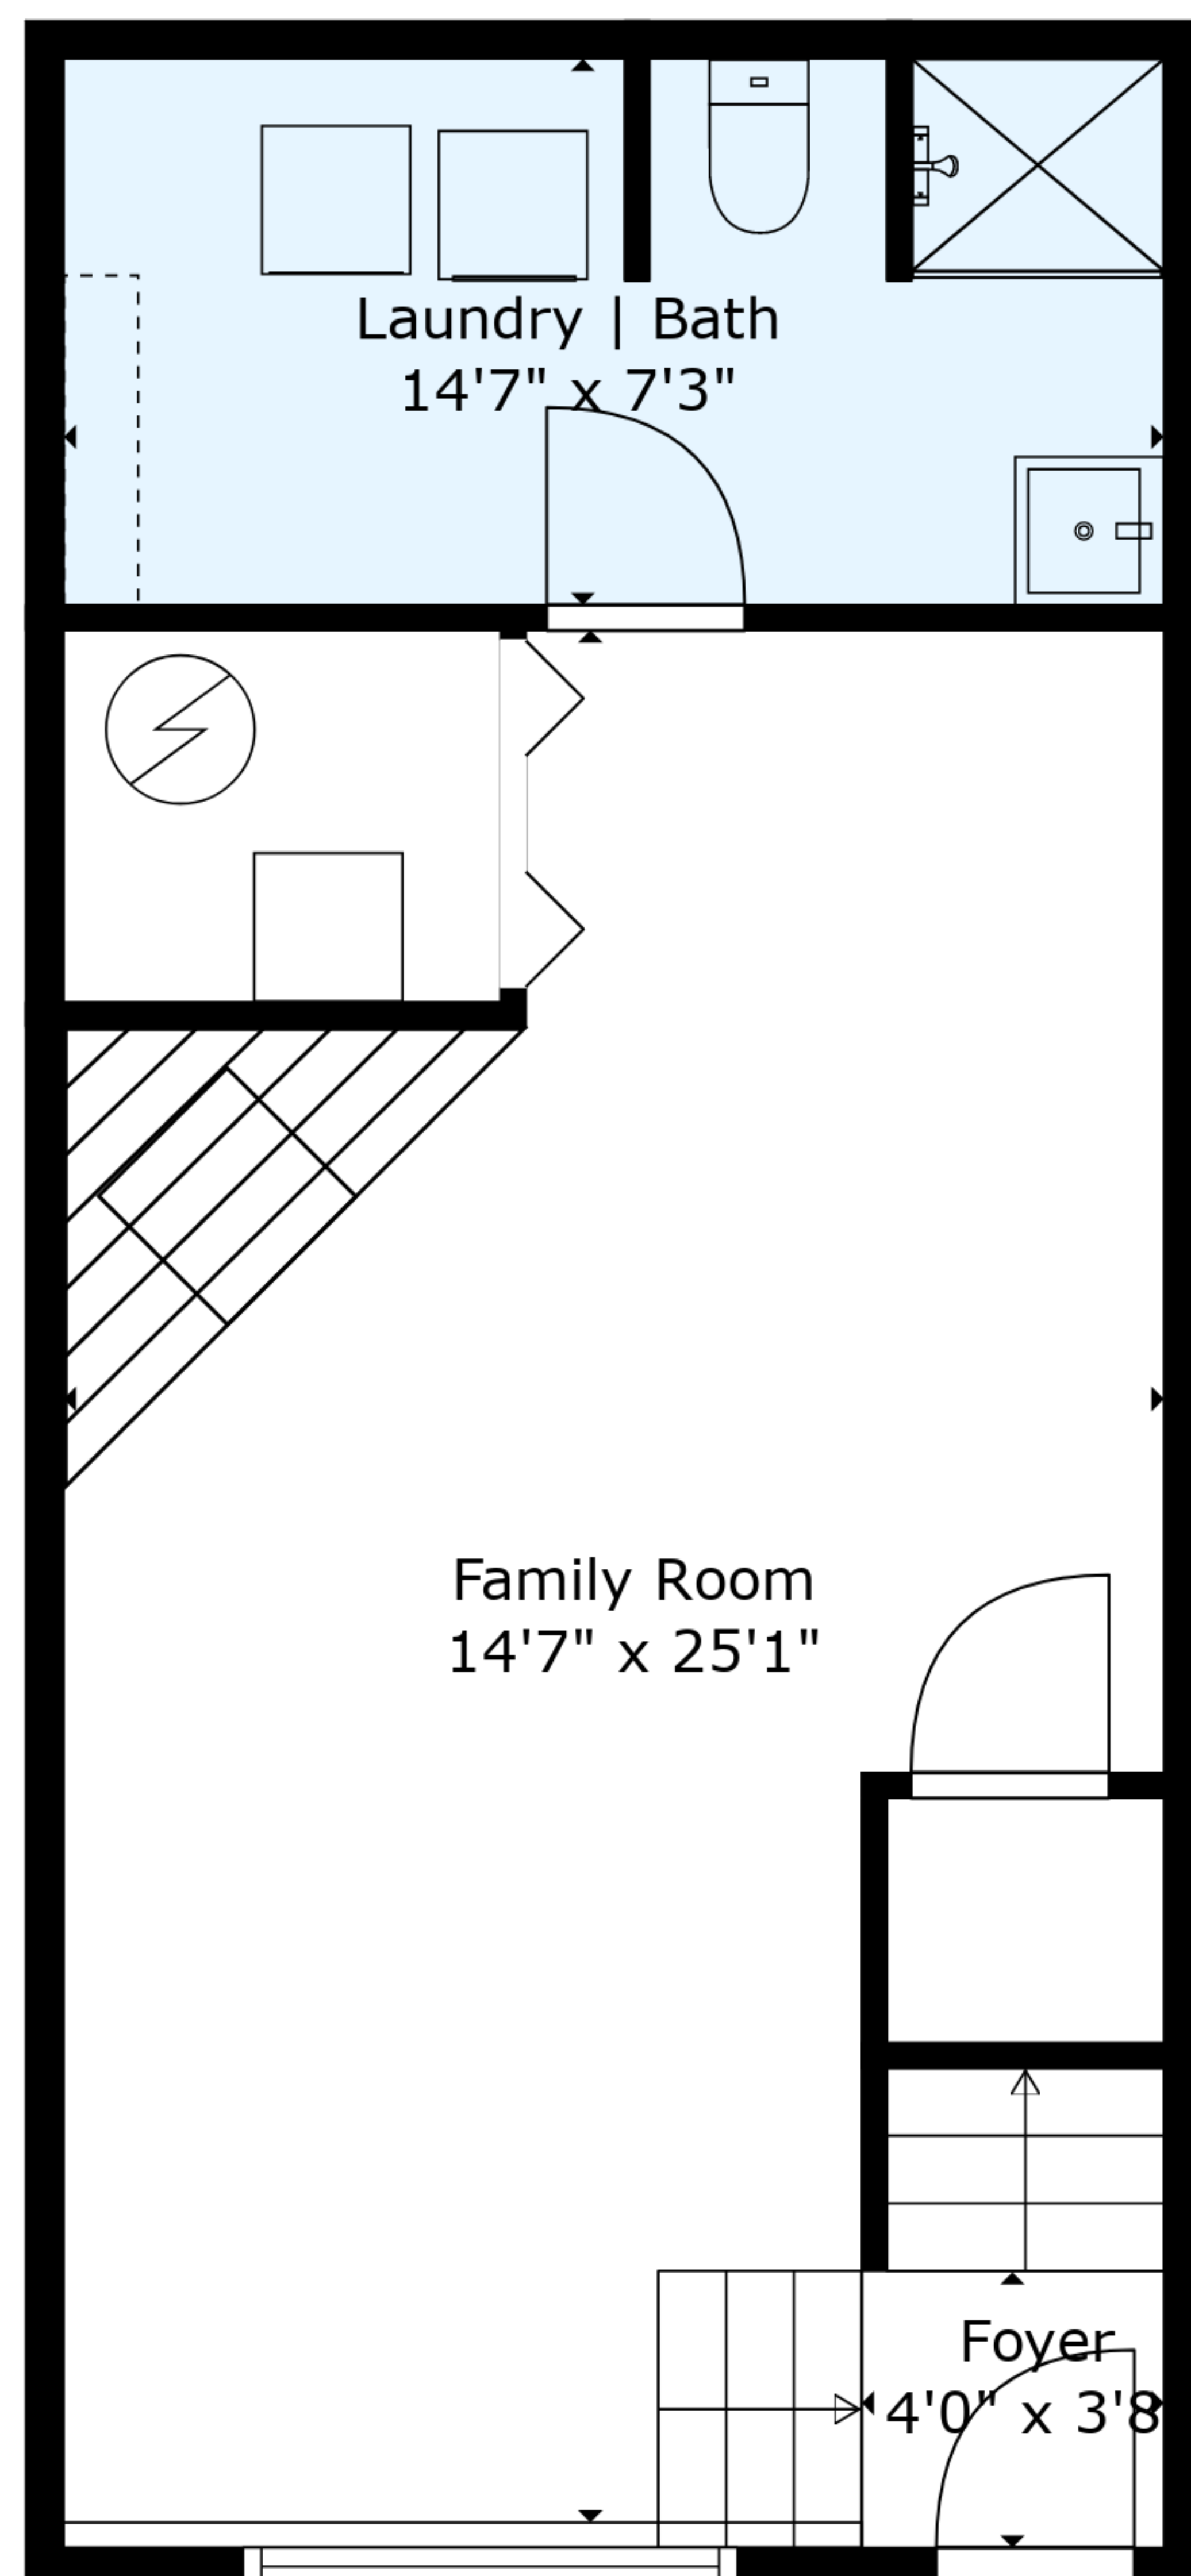 Laundry | Bath
14'7" x 7'3"
Family Room
14'7" x 25'1"
Foyer
4'0" x 3'8